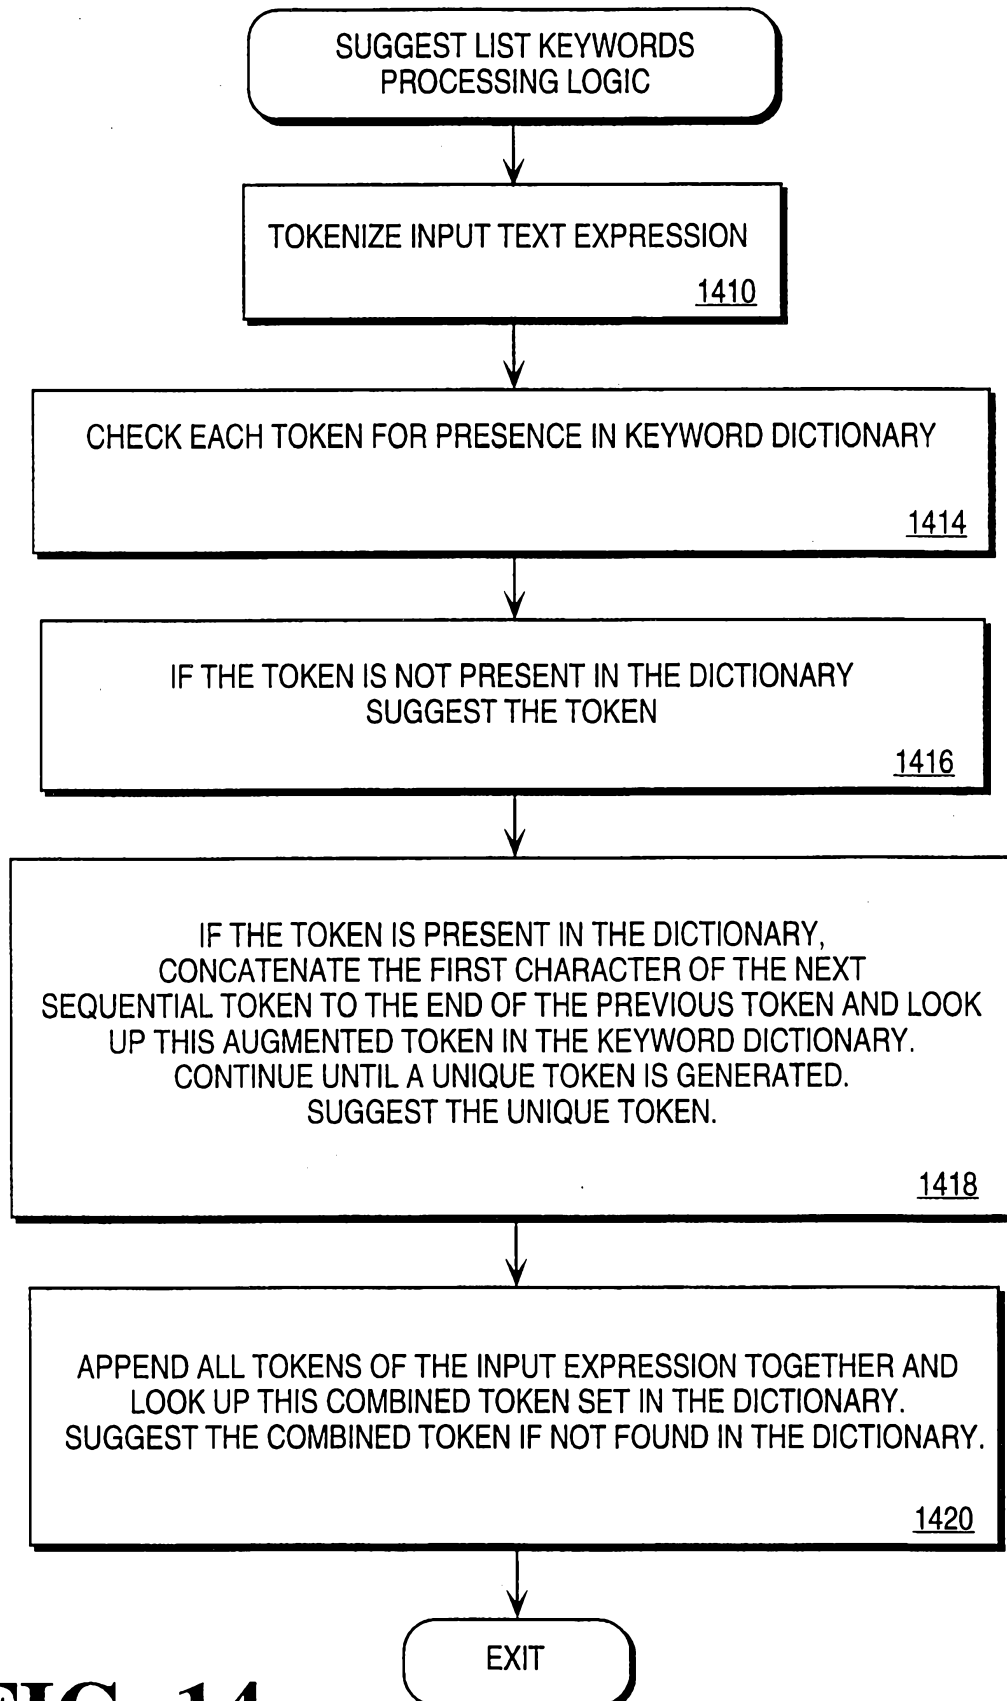 SUGGEST LIST KEYWORDS
PROCESSING LOGIC
TOKENIZE INPUT TEXT EXPRESSION
1410
CHECK EACH TOKEN FOR PRESENCE IN KEYWORD DICTIONARY
1414
IF THE TOKEN IS NOT PRESENT IN THE DICTIONARY
SUGGEST THE TOKEN
1416
IF THE TOKEN IS PRESENT IN THE DICTIONARY,
CONCATENATE THE FIRST CHARACTER OF THE NEXT
SEQUENTIAL TOKEN TO THE END OF THE PREVIOUS TOKEN AND LOOK
UP THIS AUGMENTED TOKEN IN THE KEYWORD DICTIONARY.
CONTINUE UNTIL A UNIQUE TOKEN IS GENERATED.
SUGGEST THE UNIQUE TOKEN.
1418
APPEND ALL TOKENS OF THE INPUT EXPRESSION TOGETHER AND
LOOK UP THIS COMBINED TOKEN SET IN THE DICTIONARY.
SUGGEST THE COMBINED TOKEN IF NOT FOUND IN THE DICTIONARY.
1420
EXIT
FIG. 14